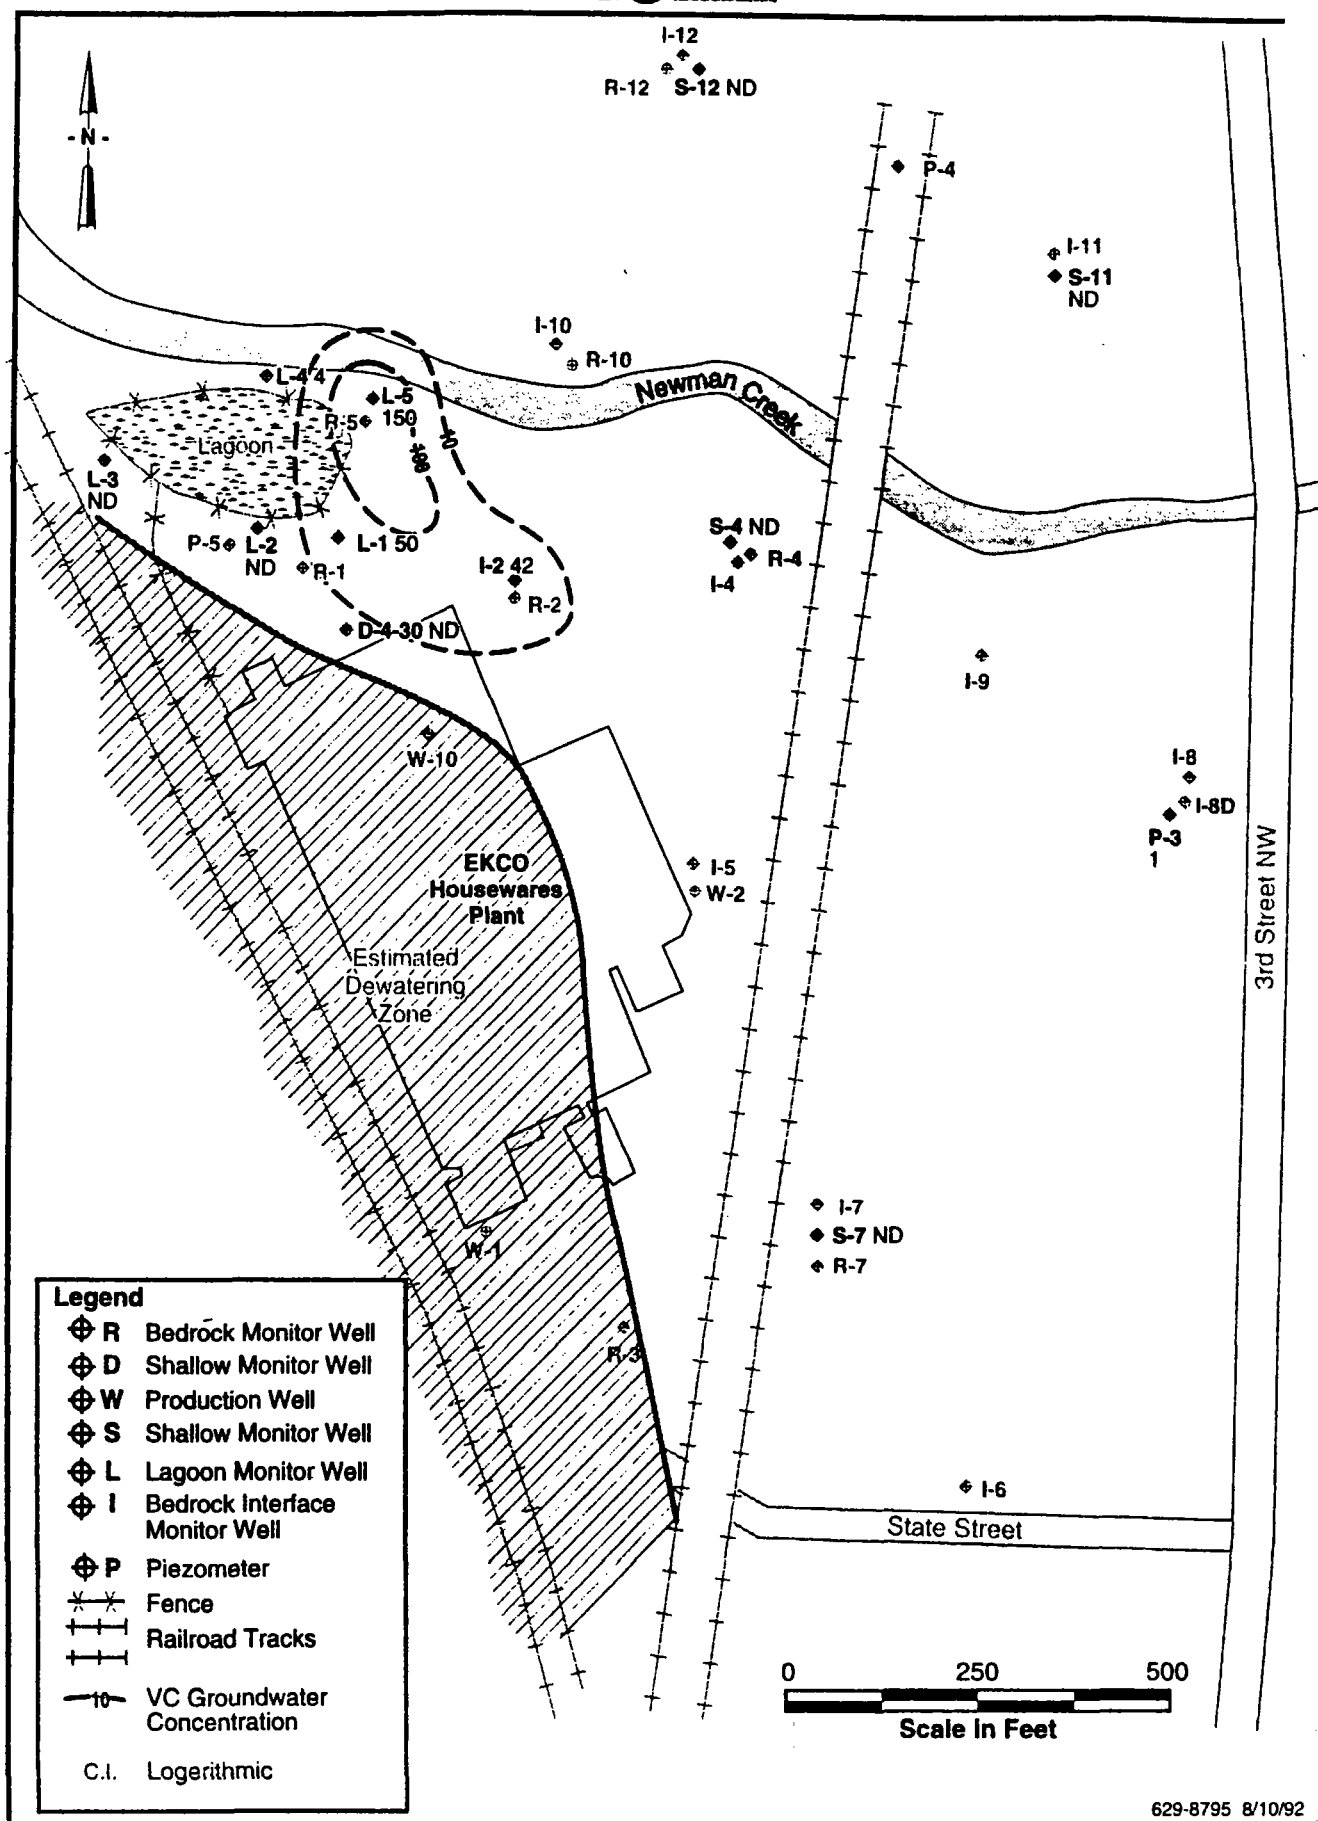 I-12
R-12
S-12 ND
- N -
P-4
I-11
S-11
ND
I-10
R-10
Newman Creek
L-4 4
L-5
150
R-5
10
100
Lagoon
L-3
ND
P-5
L-2
ND
L-1 50
R-1
I-2 42
R-2
S-4 ND
R-4
I-4
D-4-30 ND
I-9
W-10
I-8
I-8D
P-3
1
EKCO
Housewares
Plant
I-5
W-2
3rd Street NW
Estimated
Dewatering
Zone
I-7
S-7 ND
R-7
W-1
R-3
I-6
State Street
Legend
R Bedrock Monitor Well
D Shallow Monitor Well
W Production Well
S Shallow Monitor Well
L Lagoon Monitor Well
I Bedrock Interface
Monitor Well
P Piezometer
Fence
Railroad Tracks
10 VC Groundwater
Concentration
C.I. Logerithmic
0 250 500
Scale In Feet
629-8795 8/10/92